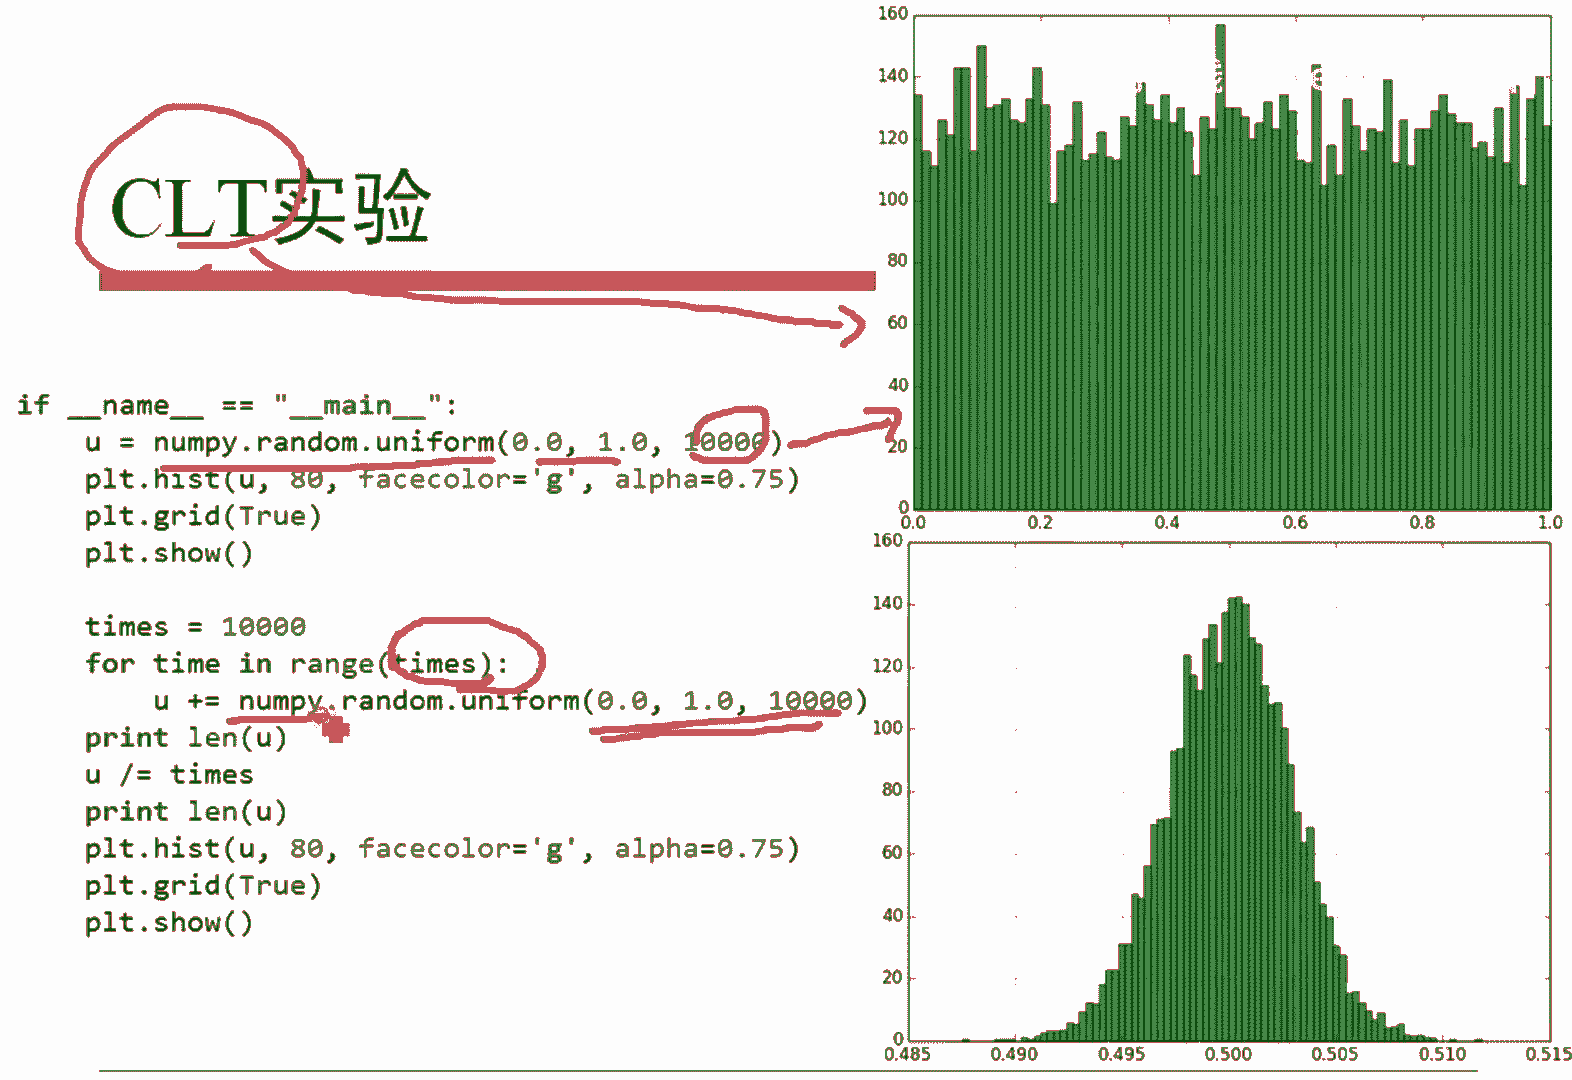 CLT实验
if __name__ == "__main__":
u = numpy.random.uniform(0.0, 1.0, 10000)
plt.hist(u, 80, facecolor='g', alpha=0.75)
plt.grid(True)
plt.show()
times = 10000
for time in range(times):
u += numpy.random.uniform(0.0, 1.0, 10000)
print len(u)
u /= times
print len(u)
plt.hist(u, 80, facecolor='g', alpha=0.75)
plt.grid(True)
plt.show()
160
140
120
100
80
60
40
20
0
0.0 0.2 0.4 0.6 0.8 1.0
160
140
120
100
80
60
40
20
0
0.485 0.490 0.495 0.500 0.505 0.510 0.515